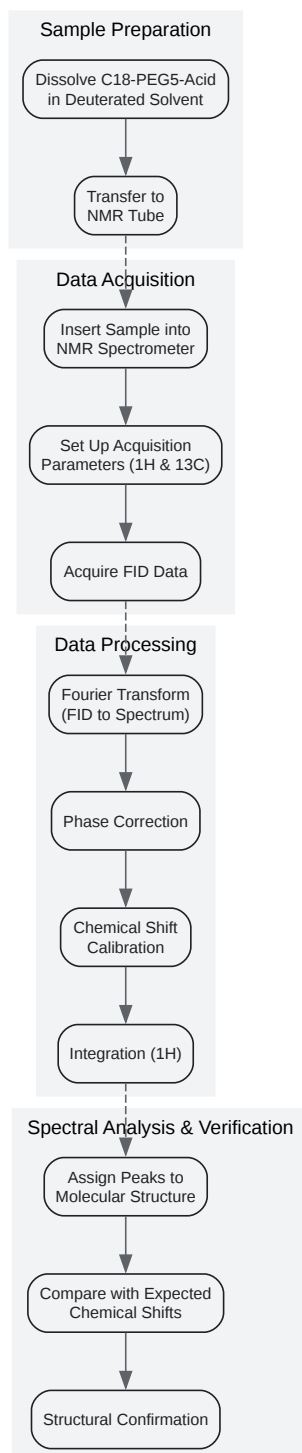 Sample Preparation
Dissolve C18-PEG5-Acid
in Deuterated Solvent
Transfer to
NMR Tube
Data Acquisition
Insert Sample into
NMR Spectrometer
Set Up Acquisition
Parameters (1H & 13C)
Acquire FID Data
Data Processing
Fourier Transform
(FID to Spectrum)
Phase Correction
Chemical Shift
Calibration
Integration (1H)
Spectral Analysis & Verification
Assign Peaks to
Molecular Structure
Compare with Expected
Chemical Shifts
Structural Confirmation